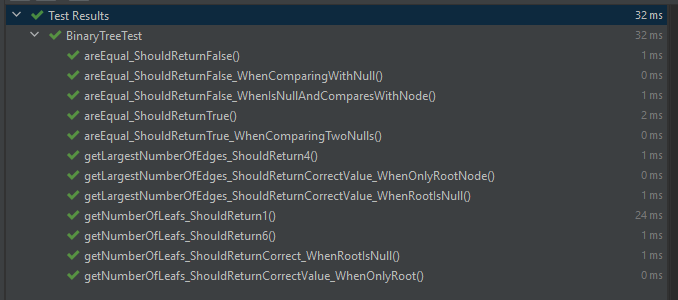 Test Results 32 ms
BinaryTreeTest 32 ms
areEqual_ShouldReturnFalse() 1 ms
areEqual_ShouldReturnFalse_WhenComparingWithNull() 0 ms
areEqual_ShouldReturnFalse_WhenIsNullAndComparesWithNode() 1 ms
areEqual_ShouldReturnTrue() 2 ms
areEqual_ShouldReturnTrue_WhenComparingTwoNulls() 0 ms
getLargestNumberOfEdges_ShouldReturn4() 1 ms
getLargestNumberOfEdges_ShouldReturnCorrectValue_WhenOnlyRootNode() 0 ms
getLargestNumberOfEdges_ShouldReturnCorrectValue_WhenRootIsNull() 1 ms
getNumberOfLeafs_ShouldReturn1() 24 ms
getNumberOfLeafs_ShouldReturn6() 1 ms
getNumberOfLeafs_ShouldReturnCorrect_WhenRootIsNull() 1 ms
getNumberOfLeafs_ShouldReturnCorrectValue_WhenOnlyRoot() 0 ms